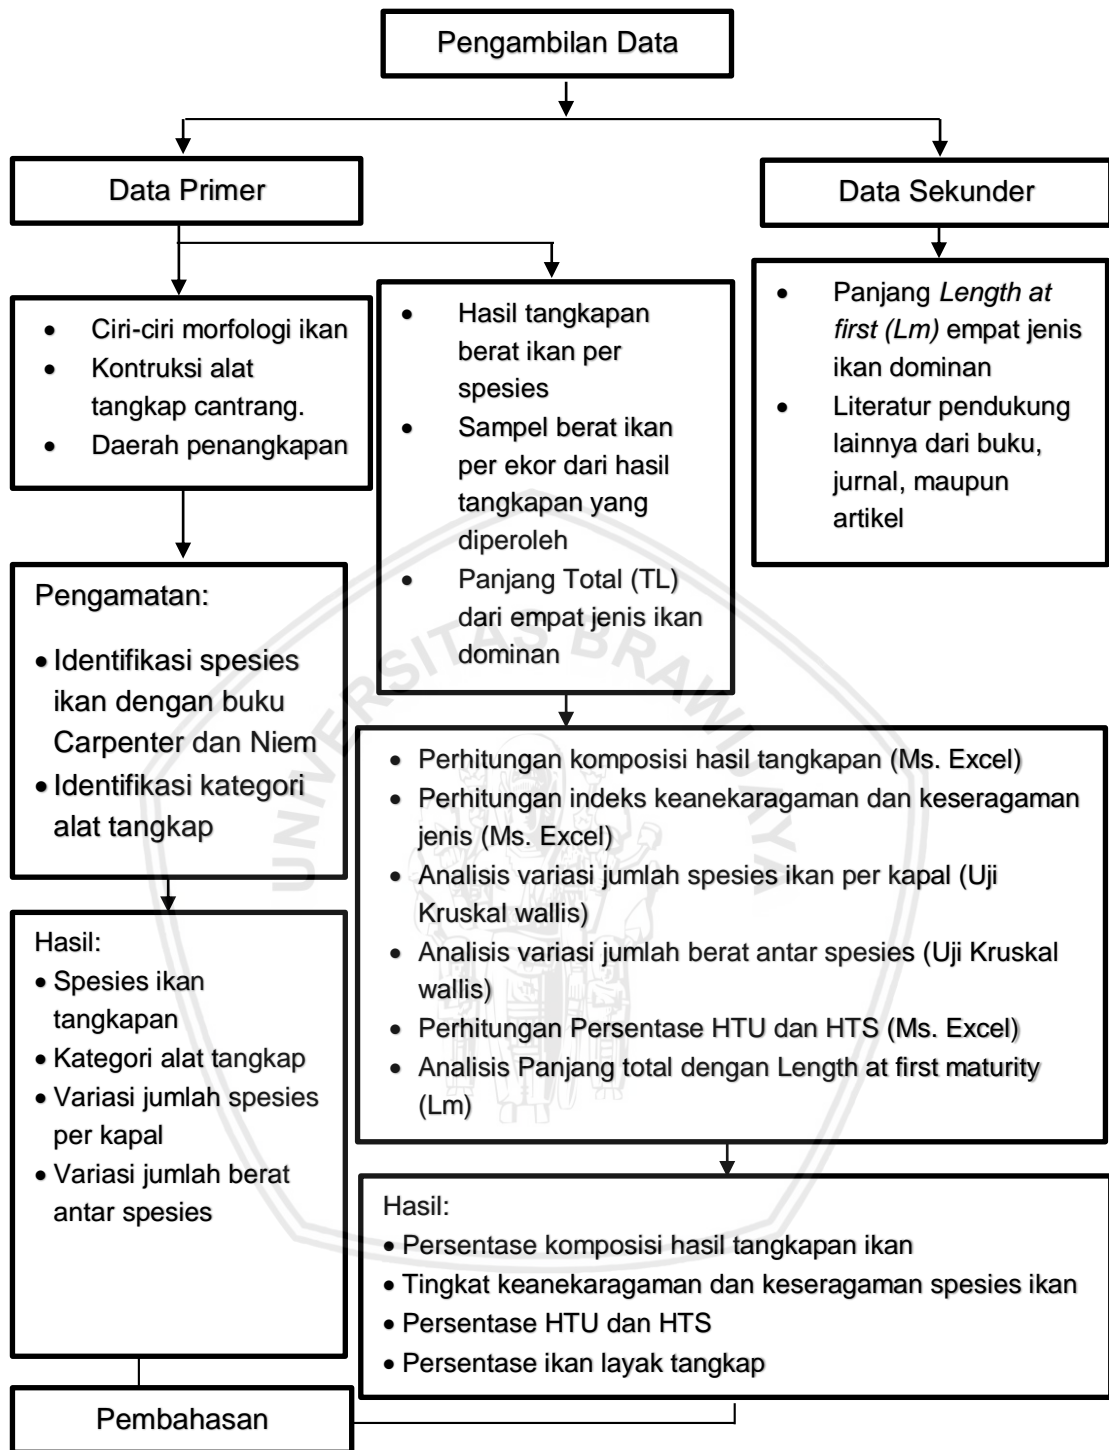 Pengambilan Data
Data Primer
Data Sekunder
• Ciri-ciri morfologi ikan
• Kontruksi alat
tangkap cantrang.
• Daerah penangkapan
• Hasil tangkapan
berat ikan per
spesies
• Sampel berat ikan
per ekor dari hasil
tangkapan yang
diperoleh
• Panjang Total (TL)
dari empat jenis ikan
dominan
• Panjang Length at
first (Lm) empat jenis
ikan dominan
• Literatur pendukung
lainnya dari buku,
jurnal, maupun
artikel
Pengamatan:
• Identifikasi spesies
ikan dengan buku
Carpenter dan Niem
• Identifikasi kategori
alat tangkap
• Perhitungan komposisi hasil tangkapan (Ms. Excel)
• Perhitungan indeks keanekaragaman dan keseragaman
jenis (Ms. Excel)
• Analisis variasi jumlah spesies ikan per kapal (Uji
Kruskal wallis)
• Analisis variasi jumlah berat antar spesies (Uji Kruskal
wallis)
• Perhitungan Persentase HTU dan HTS (Ms. Excel)
• Analisis Panjang total dengan Length at first maturity
(Lm)
Hasil:
• Spesies ikan
tangkapan
• Kategori alat tangkap
• Variasi jumlah spesies
per kapal
• Variasi jumlah berat
antar spesies
Hasil:
• Persentase komposisi hasil tangkapan ikan
• Tingkat keanekaragaman dan keseragaman spesies ikan
• Persentase HTU dan HTS
• Persentase ikan layak tangkap
Pembahasan
UNIVERSITAS BRAWIJAYA